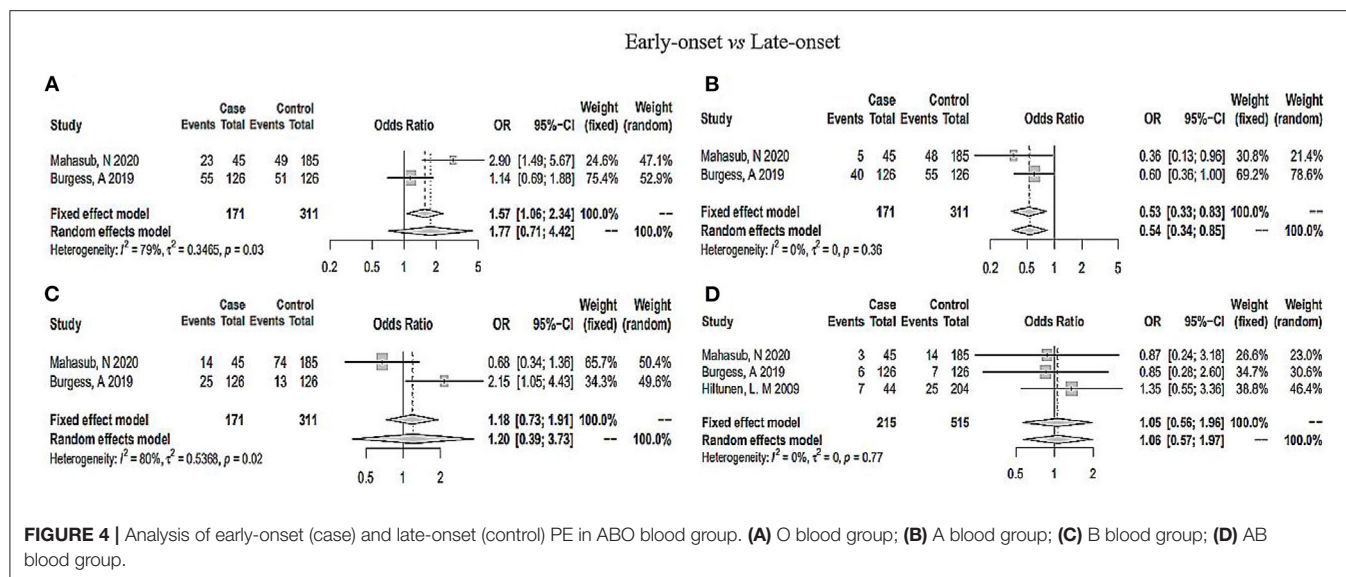 Early-onset vs Late-onset
A
Case Control Weight Weight
Study Events Total Events Total Odds Ratio OR 95%-CI (fixed) (random)
Mahasub, N 2020 23 45 49 185 2.90 [1.49; 5.67] 24.6% 47.1%
Burgess, A 2019 55 126 51 126 1.14 [0.69; 1.88] 75.4% 52.9%
Fixed effect model 171 311 1.57 [1.06; 2.34] 100.0% --
Random effects model 1.77 [0.71; 4.42] -- 100.0%
Heterogeneity: I² = 79%, τ² = 0.3465, p = 0.03
0.2 0.5 1 2 5
B
Case Control Weight Weight
Study Events Total Events Total Odds Ratio OR 95%-CI (fixed) (random)
Mahasub, N 2020 5 45 48 185 0.36 [0.13; 0.96] 30.8% 21.4%
Burgess, A 2019 40 126 55 126 0.60 [0.36; 1.00] 69.2% 78.6%
Fixed effect model 171 311 0.53 [0.33; 0.83] 100.0% --
Random effects model 0.54 [0.34; 0.85] -- 100.0%
Heterogeneity: I² = 0%, τ² = 0, p = 0.36
0.2 0.5 1 2 5
C
Case Control Weight Weight
Study Events Total Events Total Odds Ratio OR 95%-CI (fixed) (random)
Mahasub, N 2020 14 45 74 185 0.68 [0.34; 1.36] 65.7% 50.4%
Burgess, A 2019 25 126 13 126 2.15 [1.05; 4.43] 34.3% 49.6%
Fixed effect model 171 311 1.18 [0.73; 1.91] 100.0% --
Random effects model 1.20 [0.39; 3.73] -- 100.0%
Heterogeneity: I² = 80%, τ² = 0.5368, p = 0.02
0.5 1 2
D
Case Control Weight Weight
Study Events Total Events Total Odds Ratio OR 95%-CI (fixed) (random)
Mahasub, N 2020 3 45 14 185 0.87 [0.24; 3.18] 26.6% 23.0%
Burgess, A 2019 6 126 7 126 0.85 [0.28; 2.60] 34.7% 30.6%
Hiltunen, L. M 2009 7 44 25 204 1.35 [0.55; 3.36] 38.8% 46.4%
Fixed effect model 215 515 1.05 [0.56; 1.96] 100.0% --
Random effects model 1.06 [0.57; 1.97] -- 100.0%
Heterogeneity: I² = 0%, τ² = 0, p = 0.77
0.5 1 2
FIGURE 4 | Analysis of early-onset (case) and late-onset (control) PE in ABO blood group. (A) O blood group; (B) A blood group; (C) B blood group; (D) AB
blood group.